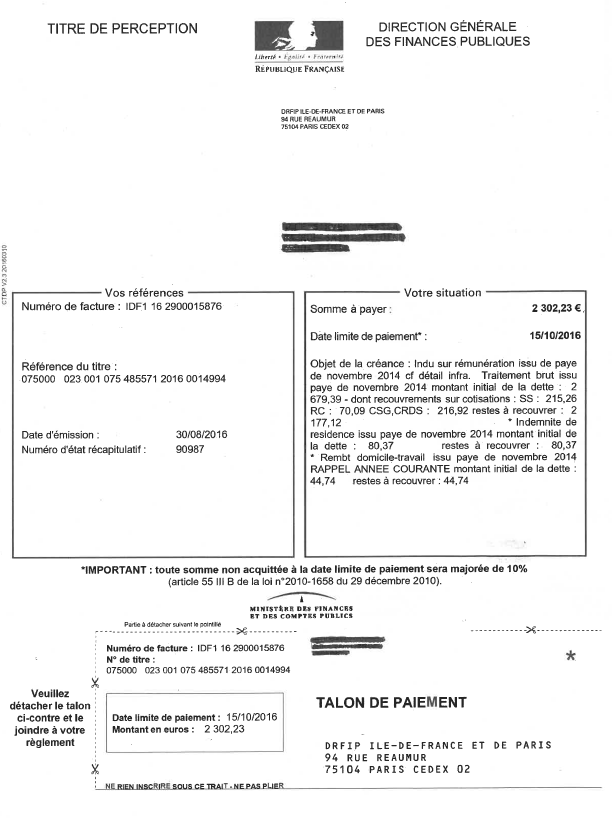 TITRE DE PERCEPTION
DIRECTION GÉNÉRALE
DES FINANCES PUBLIQUES
Liberté • Égalité • Fraternité
RÉPUBLIQUE FRANÇAISE
DRFIP ILE-DE-FRANCE ET DE PARIS
94 RUE REAUMUR
75104 PARIS CEDEX 02
CTDP V2.3 20160310
Vos références
Numéro de facture : IDF1 16 2900015876
Référence du titre :
075000 023 001 075 485571 2016 0014994
Date d'émission : 30/08/2016
Numéro d'état récapitulatif : 90987
Votre situation
Somme à payer : 2 302,23 €
Date limite de paiement* : 15/10/2016
Objet de la créance : Indu sur rémunération issu de paye
de novembre 2014 cf détail infra. Traitement brut issu
paye de novembre 2014 montant initial de la dette : 2
679,39 - dont recouvrements sur cotisations : SS : 215,26
RC : 70,09 CSG,CRDS : 216,92 restes à recouvrer : 2
177,12 * Indemnite de
residence issu paye de novembre 2014 montant initial de
la dette : 80,37 restes à recouvrer : 80,37
* Rembt domicile-travail issu paye de novembre 2014
RAPPEL ANNEE COURANTE montant initial de la dette :
44,74 restes à recouvrer : 44,74
*IMPORTANT : toute somme non acquittée à la date limite de paiement sera majorée de 10%
(article 55 III B de la loi n°2010-1658 du 29 décembre 2010).
MINISTÈRE DES FINANCES
ET DES COMPTES PUBLICS
Partie à détacher suivant le pointillé
Numéro de facture : IDF1 16 2900015876
N° de titre :
075000 023 001 075 485571 2016 0014994
*
Veuillez
détacher le talon
ci-contre et le
joindre à votre
règlement
Date limite de paiement : 15/10/2016
Montant en euros : 2 302,23
TALON DE PAIEMENT
DRFIP ILE-DE-FRANCE ET DE PARIS
94 RUE REAUMUR
75104 PARIS CEDEX 02
NE RIEN INSCRIRE SOUS CE TRAIT - NE PAS PLIER